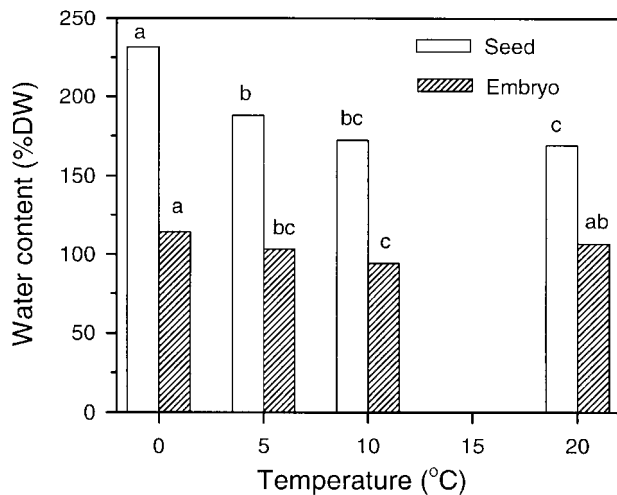 250
200
150
100
50
0
Water content (%DW)
Seed
Embryo
a
b
bc
c
a
bc
c
ab
0
5
10
15
20
Temperature (°C)